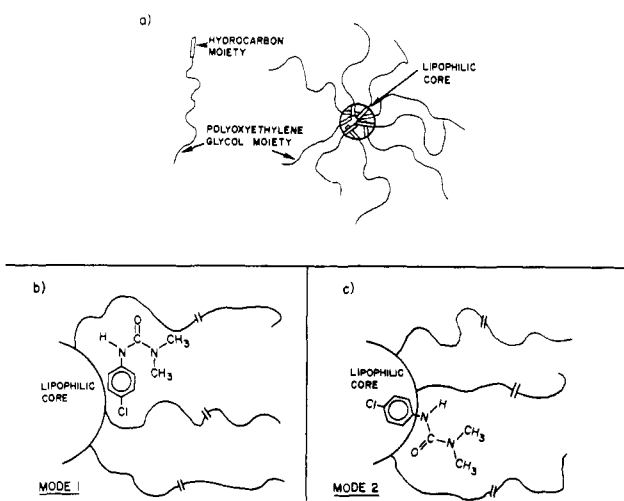 a)
HYDROCARBON
MOIETY
LIPOPHILIC
CORE
POLYOXYETHYLENE
GLYCOL MOIETY
b)
O
H
C
CH3
N
N
CH3
Cl
LIPOPHILIC
CORE
MODE 1
c)
LIPOPHILIC
CORE
Cl
H
N
CH3
C
N
O
CH3
MODE 2